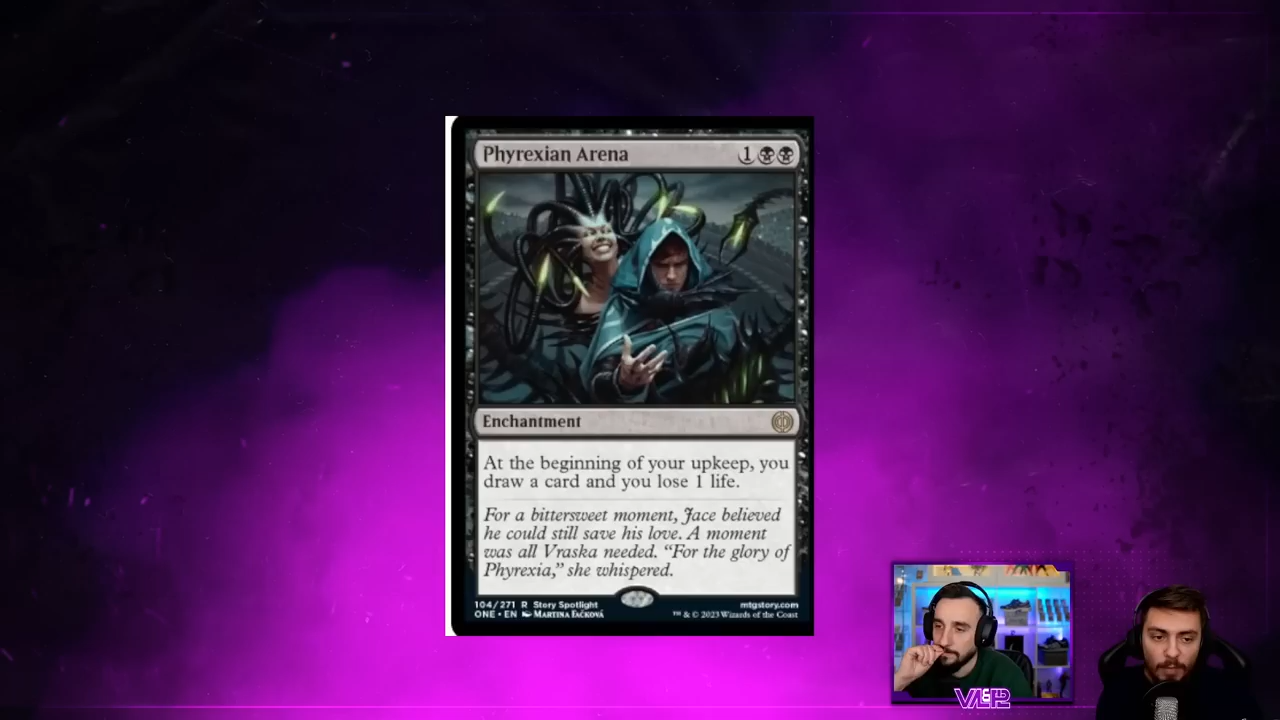 Phyrexian Arena 1
Enchantment
At the beginning of your upkeep, you
draw a card and you lose 1 life.
For a bittersweet moment, Jace believed
he could still save his love. A moment
was all Vraska needed. “For the glory of
Phyrexia,” she whispered.
104/271 R Story Spotlight
mtgstory.com
ONE • EN MARTINA FAČKOVÁ
™ & © 2023 Wizards of the Coast